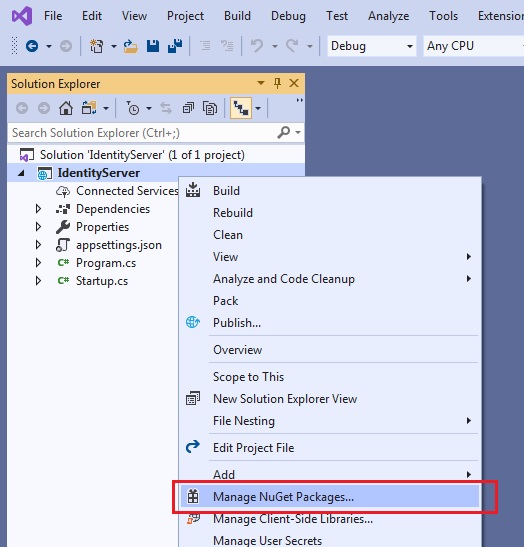 File Edit View Project Build Debug Test Analyze Tools Extension
Debug Any CPU
Solution Explorer
Search Solution Explorer (Ctrl+;)
Solution 'IdentityServer' (1 of 1 project)
IdentityServer
Connected Services
Dependencies
Properties
appsettings.json
C# Program.cs
C# Startup.cs
Build
Rebuild
Clean
View
Analyze and Code Cleanup
Pack
Publish...
Overview
Scope to This
New Solution Explorer View
File Nesting
Edit Project File
Add
Manage NuGet Packages...
Manage Client-Side Libraries...
Manage User Secrets